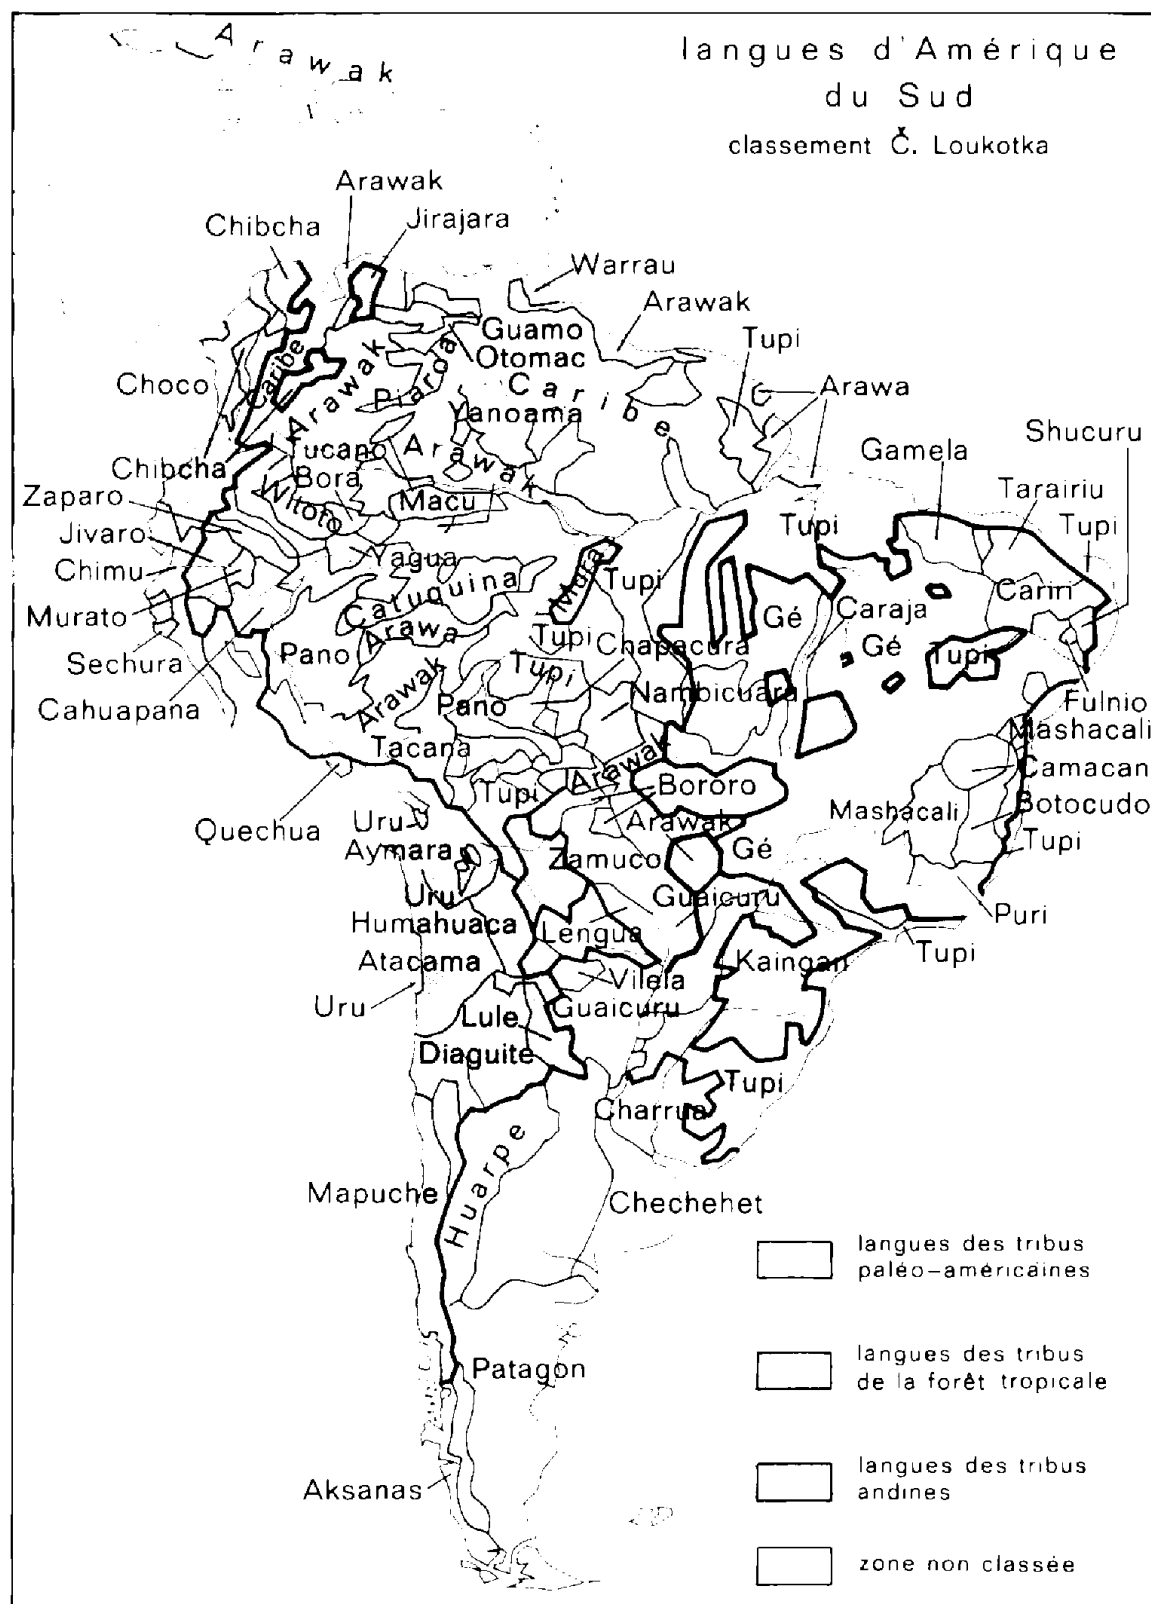 Arawak
langues d'Amérique
du Sud
classement Č. Loukotka
Arawak
Jirajara
Chibcha
Warrau
Arawak
Guamo
Otomac
Tupi
Caribe
Choco
Caribe
Arawak
Piaroa
Yanoama
Arawa
Shucuru
Gamela
Chibcha
Tucano
Arawak
Zaparo
Bora
Witoto
Macu
Tarairiu
Jivaro
Tupi
Tupi
Chimu
Yagua
Mura
Tupi
Catuquina
Murato
Gé
Caraja
Cariri
Arawa
Tupi
Chapacura
Gé
Sechura
Pano
Tupi
Tupi
Cahuapana
Arawak
Pano
Nambicuara
Fulnio
Mashacali
Tacana
Arawak
Camacan
Tupi
Bororo
Quechua
Uru
Arawak
Mashacali
Botocudo
Aymara
Zamuco
Gé
Tupi
Uru
Guaicuru
Puri
Humahuaca
Lengua
Tupi
Atacama
Kaingan
Vilela
Uru
Guaicuru
Lule
Diaguite
Tupi
Charrua
Huarpe
Mapuche
Chechehet
langues des tribus
paléo-américaines
Patagon
langues des tribus
de la forêt tropicale
Aksanas
langues des tribus
andines
zone non classée